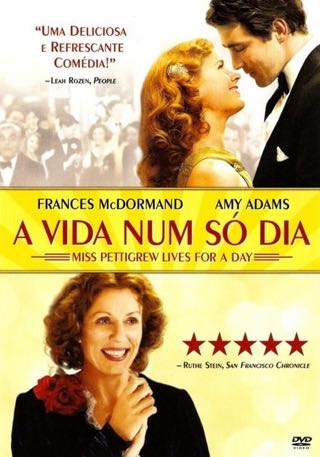 “UMA DELICIOSA
E REFRESCANTE
COMÉDIA!”
–LEAH ROZEN, PEOPLE
FRANCES McDORMAND AMY ADAMS
A VIDA NUM SÓ DIA
MISS PETTIGREW LIVES FOR A DAY
–RUTHE STEIN, SAN FRANCISCO CHRONICLE
DVD
VIDEO